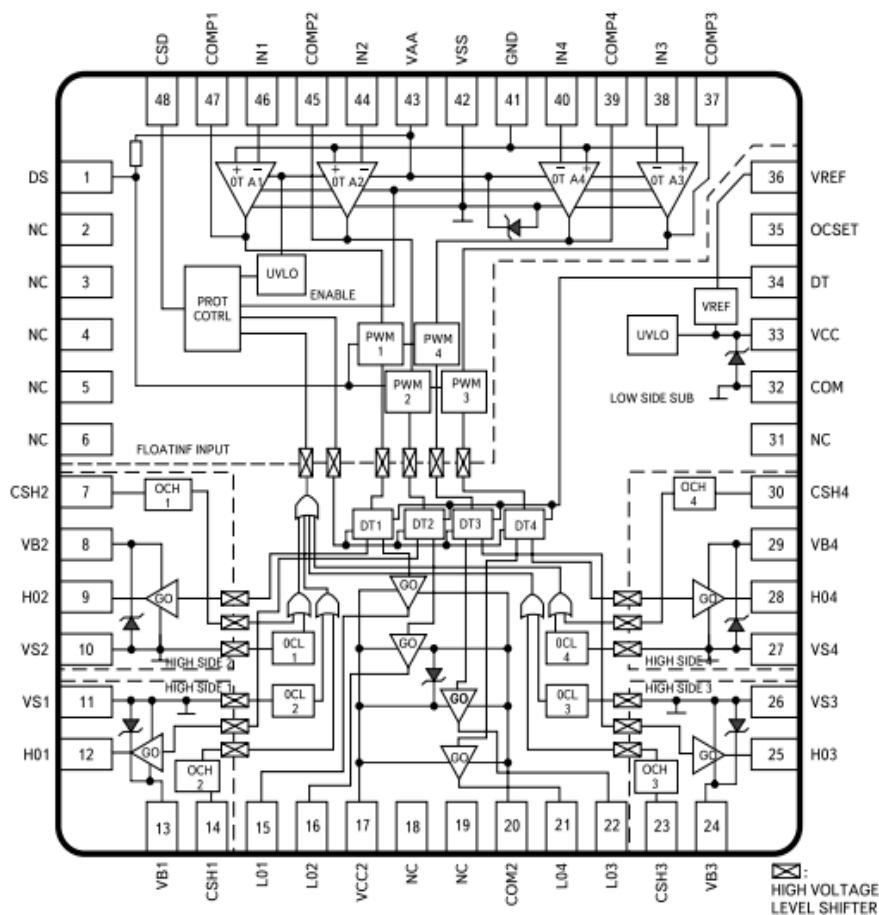 CSD
COMP1
IN1
COMP2
IN2
VAA
VSS
GND
IN4
COMP4
IN3
COMP3
48
47
46
45
44
43
42
41
40
39
38
37
DS
1
NC
2
NC
3
NC
4
NC
5
NC
6
+
-
OT A1
+
-
OT A2
-
+
OT A4
-
+
OT A3
UVLO
PROT
COTRL
ENABLE
PWM
1
PWM
4
PWM
2
PWM
3
FLOATINF INPUT
36
VREF
35
OCSET
34
DT
VREF
UVLO
33
VCC
32
COM
LOW SIDE SUB
31
NC
CSH2
7
OCH
1
VB2
8
H02
9
GO
VS2
10
HIGH SIDE 2
DT1
DT2
DT3
DT4
GO
GO
GO
GO
0CL
1
0CL
2
0CL
4
0CL
3
OCH
4
30
CSH4
29
VB4
GO
28
H04
27
VS4
HIGH SIDE 4
VS1
11
HIGH SIDE 1
H01
12
GO
OCH
2
HIGH SIDE 3
26
VS3
GO
25
H03
OCH
3
13
14
15
16
17
18
19
20
21
22
23
24
VB1
CSH1
L01
L02
VCC2
NC
NC
COM2
L04
L03
CSH3
VB3
:
HIGH VOLTAGE
LEVEL SHIFTER